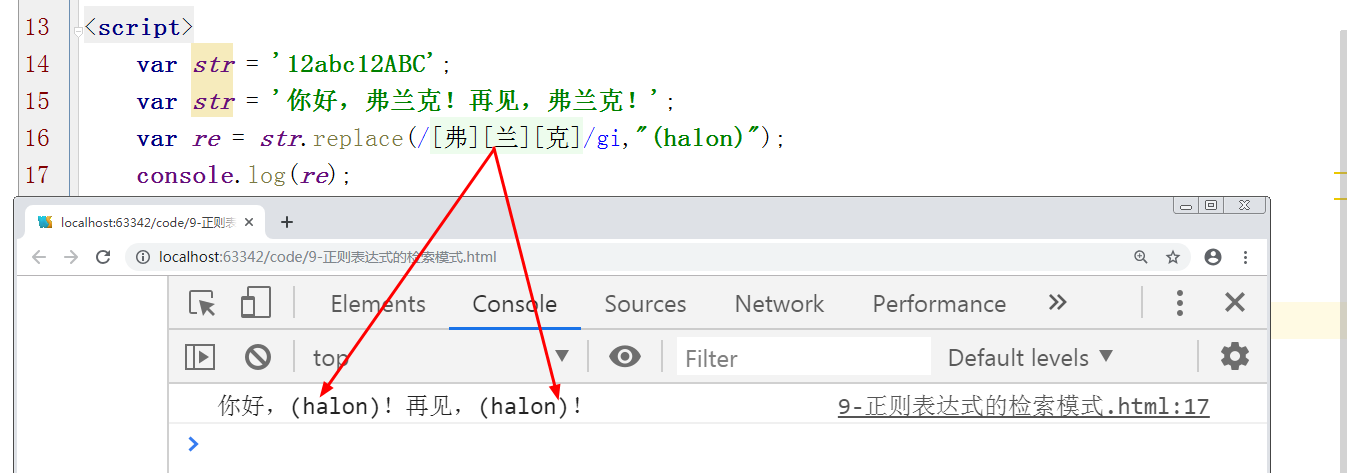 13 <script>
14 var str = '12abc12ABC';
15 var str = '你好，弗兰克！再见，弗兰克！';
16 var re = str.replace(/[弗][兰][克]/gi,"(halon)");
17 console.log(re);
localhost:63342/code/9-正则表
localhost:63342/code/9-正则表达式的检索模式.html
Elements Console Sources Network Performance
top Filter Default levels
你好，(halon)！再见，(halon)！ 9-正则表达式的检索模式.html:17